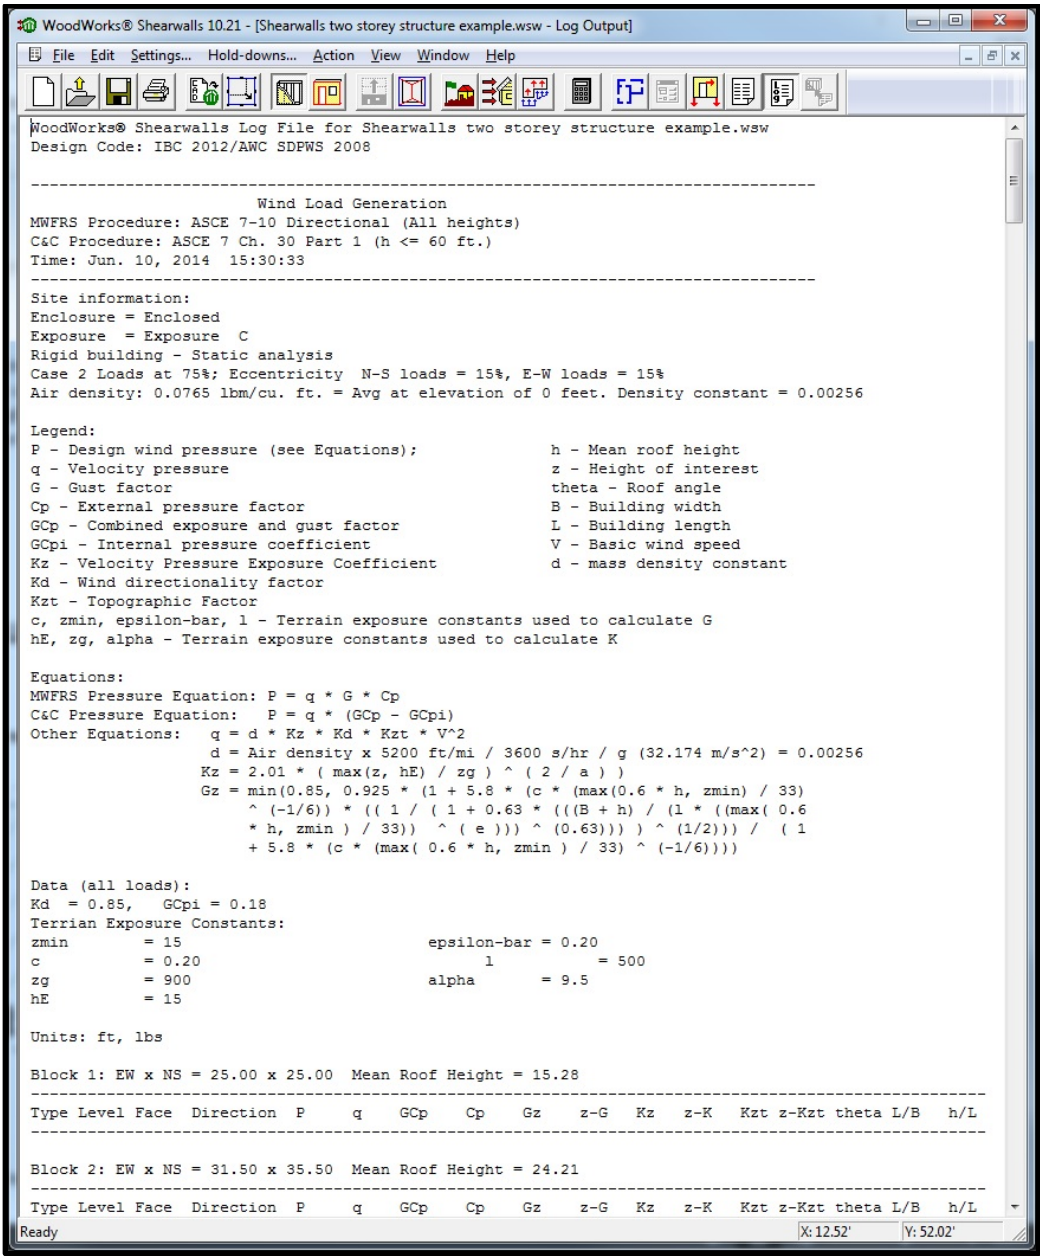 WoodWorks® Shearwalls 10.21 - [Shearwalls two storey structure example.wsw - Log Output]
File Edit Settings... Hold-downs... Action View Window Help
WoodWorks® Shearwalls Log File for Shearwalls two storey structure example.wsw
Design Code: IBC 2012/AWC SDPWS 2008
-----------------------------------------------------------------------------------
Wind Load Generation
MWFRS Procedure: ASCE 7-10 Directional (All heights)
C&C Procedure: ASCE 7 Ch. 30 Part 1 (h <= 60 ft.)
Time: Jun. 10, 2014 15:30:33
-----------------------------------------------------------------------------------
Site information:
Enclosure = Enclosed
Exposure = Exposure C
Rigid building - Static analysis
Case 2 Loads at 75%; Eccentricity N-S loads = 15%, E-W loads = 15%
Air density: 0.0765 lbm/cu. ft. = Avg at elevation of 0 feet. Density constant = 0.00256
Legend:
P - Design wind pressure (see Equations); h - Mean roof height
q - Velocity pressure z - Height of interest
G - Gust factor theta - Roof angle
Cp - External pressure factor B - Building width
GCp - Combined exposure and gust factor L - Building length
GCpi - Internal pressure coefficient V - Basic wind speed
Kz - Velocity Pressure Exposure Coefficient d - mass density constant
Kd - Wind directionality factor
Kzt - Topographic Factor
c, zmin, epsilon-bar, l - Terrain exposure constants used to calculate G
hE, zg, alpha - Terrain exposure constants used to calculate K
Equations:
MWFRS Pressure Equation: P = q * G * Cp
C&C Pressure Equation: P = q * (GCp - GCpi)
Other Equations: q = d * Kz * Kd * Kzt * V^2
d = Air density x 5200 ft/mi / 3600 s/hr / g (32.174 m/s^2) = 0.00256
Kz = 2.01 * ( max(z, hE) / zg ) ^ ( 2 / a ) )
Gz = min(0.85, 0.925 * (1 + 5.8 * (c * (max(0.6 * h, zmin) / 33)
^ (-1/6)) * (( 1 / ( 1 + 0.63 * (((B + h) / (l * ((max( 0.6
* h, zmin ) / 33)) ^ ( e ))) ^ (0.63))) ) ^ (1/2))) / ( 1
+ 5.8 * (c * (max( 0.6 * h, zmin ) / 33) ^ (-1/6))))
Data (all loads):
Kd = 0.85, GCpi = 0.18
Terrian Exposure Constants:
zmin = 15 epsilon-bar = 0.20
c = 0.20 l = 500
zg = 900 alpha = 9.5
hE = 15
Units: ft, lbs
Block 1: EW x NS = 25.00 x 25.00 Mean Roof Height = 15.28
-----------------------------------------------------------------------------------------------------
Type Level Face Direction P q GCp Cp Gz z-G Kz z-K Kzt z-Kzt theta L/B h/L
-----------------------------------------------------------------------------------------------------
Block 2: EW x NS = 31.50 x 35.50 Mean Roof Height = 24.21
-----------------------------------------------------------------------------------------------------
Type Level Face Direction P q GCp Cp Gz z-G Kz z-K Kzt z-Kzt theta L/B h/L
Ready X: 12.52' Y: 52.02'